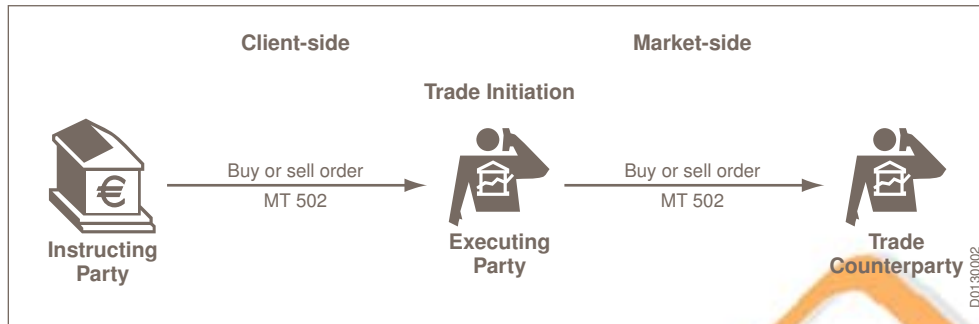 Client-side
Market-side
Trade Initiation
Buy or sell order
MT 502
Buy or sell order
MT 502
€
Instructing
Party
Executing
Party
Trade
Counterparty
D0130002